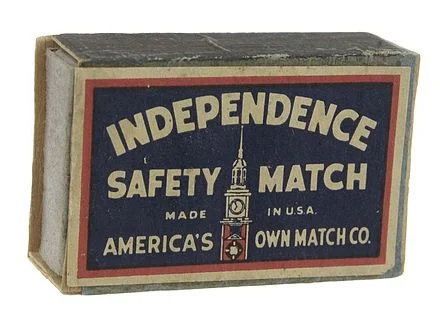 INDEPENDENCE
SAFETY MATCH
MADE IN U.S.A.
AMERICA'S OWN MATCH CO.